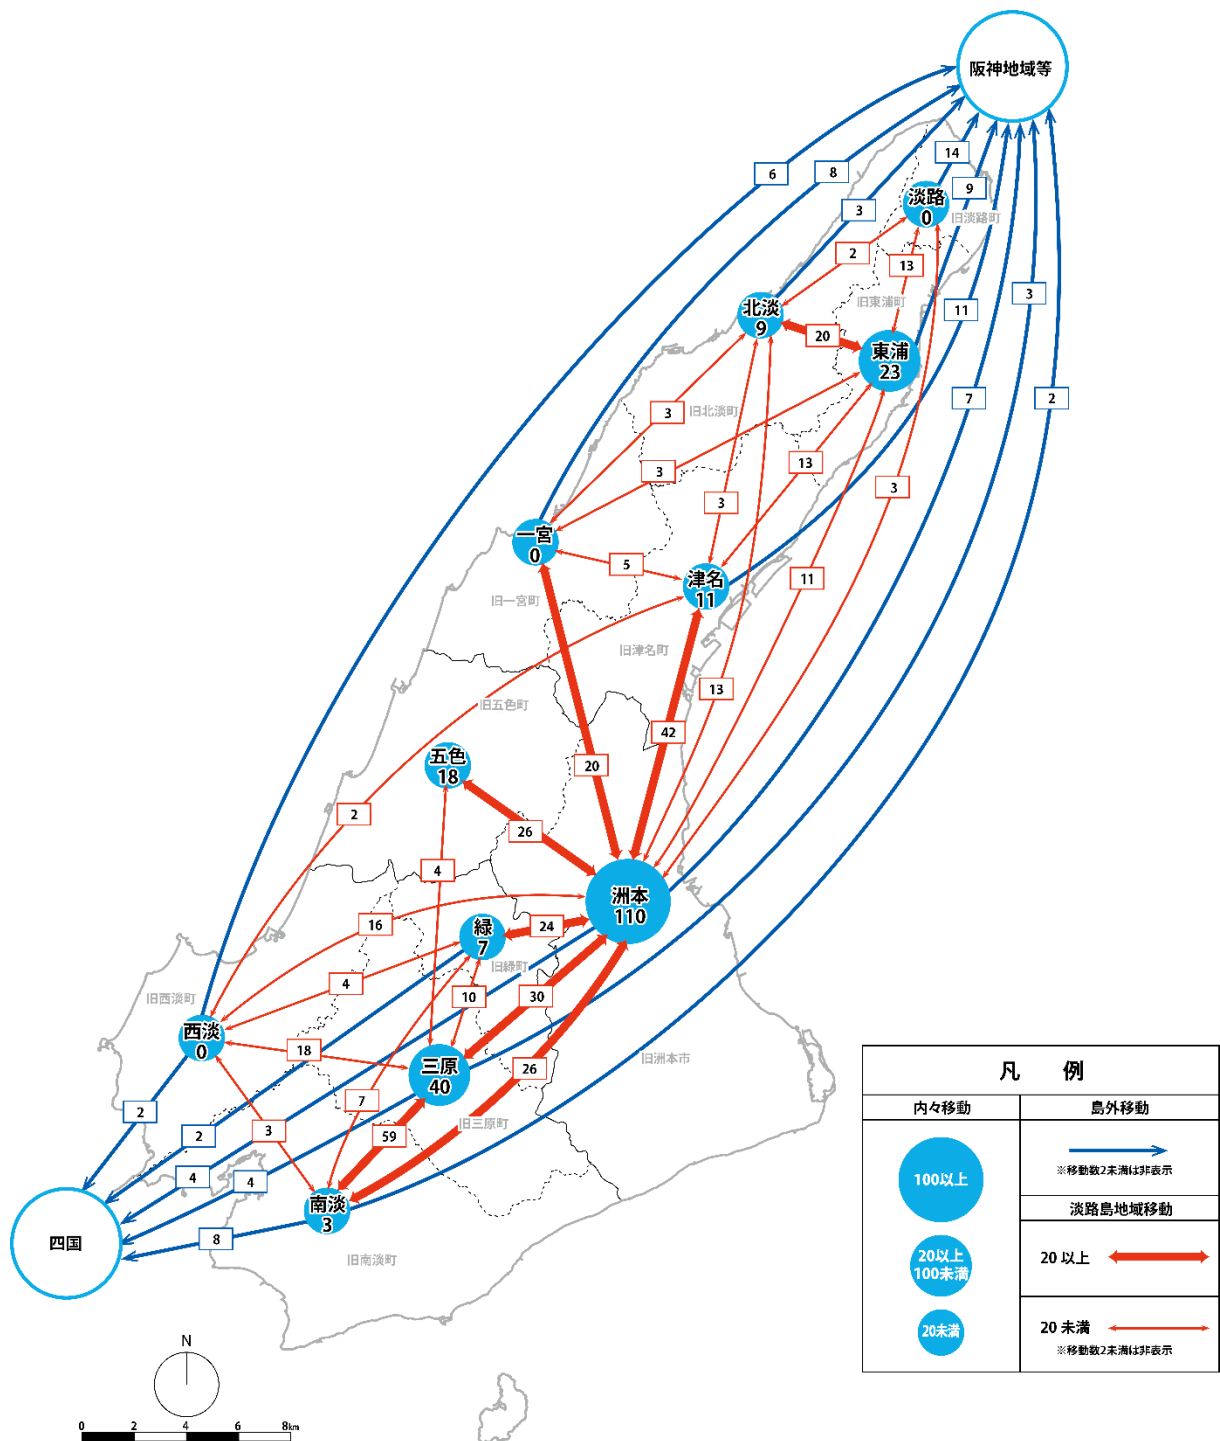 阪神地域等
14
6
8
9
3
淡路
0
旧淡路町
2
13
3
旧東浦町
北淡
9
11
20
東浦
23
7
2
3
旧北淡町
13
3
3
3
一宮
0
5
津名
11
11
旧一宮町
旧津名町
13
旧五色町
42
五色
18
20
2
26
4
洲本
110
16
緑
7
24
旧緑町
4
10
30
旧西淡町
西淡
0
18
三原
40
26
旧洲本市
7
2
3
59
旧三原町
2
4
4
南淡
3
8
四国
旧南淡町
凡 例
内々移動
島外移動
100以上
※移動数2未満は非表示
淡路島地域移動
20以上
100未満
20 以上
20未満
20 未満
※移動数2未満は非表示
N
0 2 4 6 8km